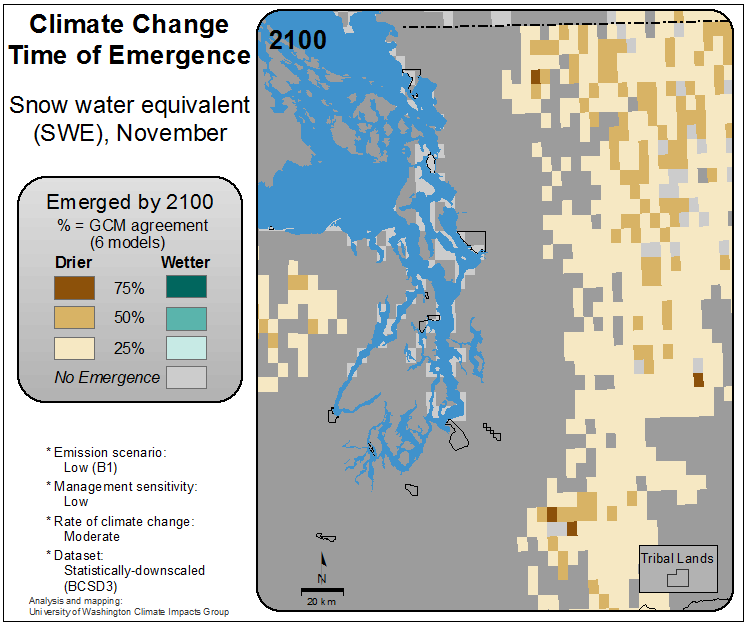 Climate Change
Time of Emergence
Snow water equivalent
(SWE), November
Emerged by 2100
% = GCM agreement
(6 models)
Drier Wetter
75%
50%
25%
No Emergence
* Emission scenario:
Low (B1)
* Management sensitivity:
Low
* Rate of climate change:
Moderate
* Dataset:
Statistically-downscaled
(BCSD3)
Analysis and mapping:
University of Washington Climate Impacts Group
2100
N
20 km
Tribal Lands